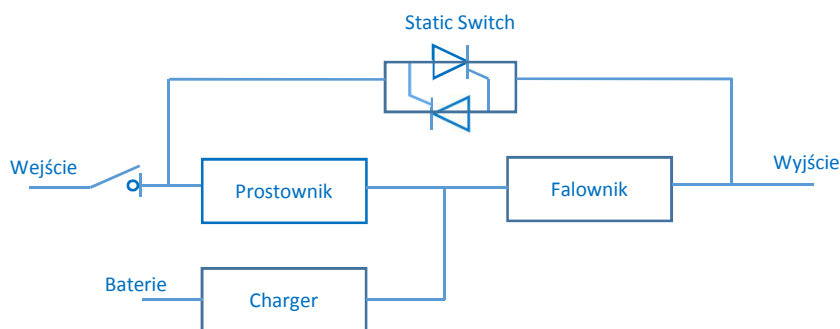 Static Switch
Wejście
Prostownik
Falownik
Wyjście
Baterie
Charger